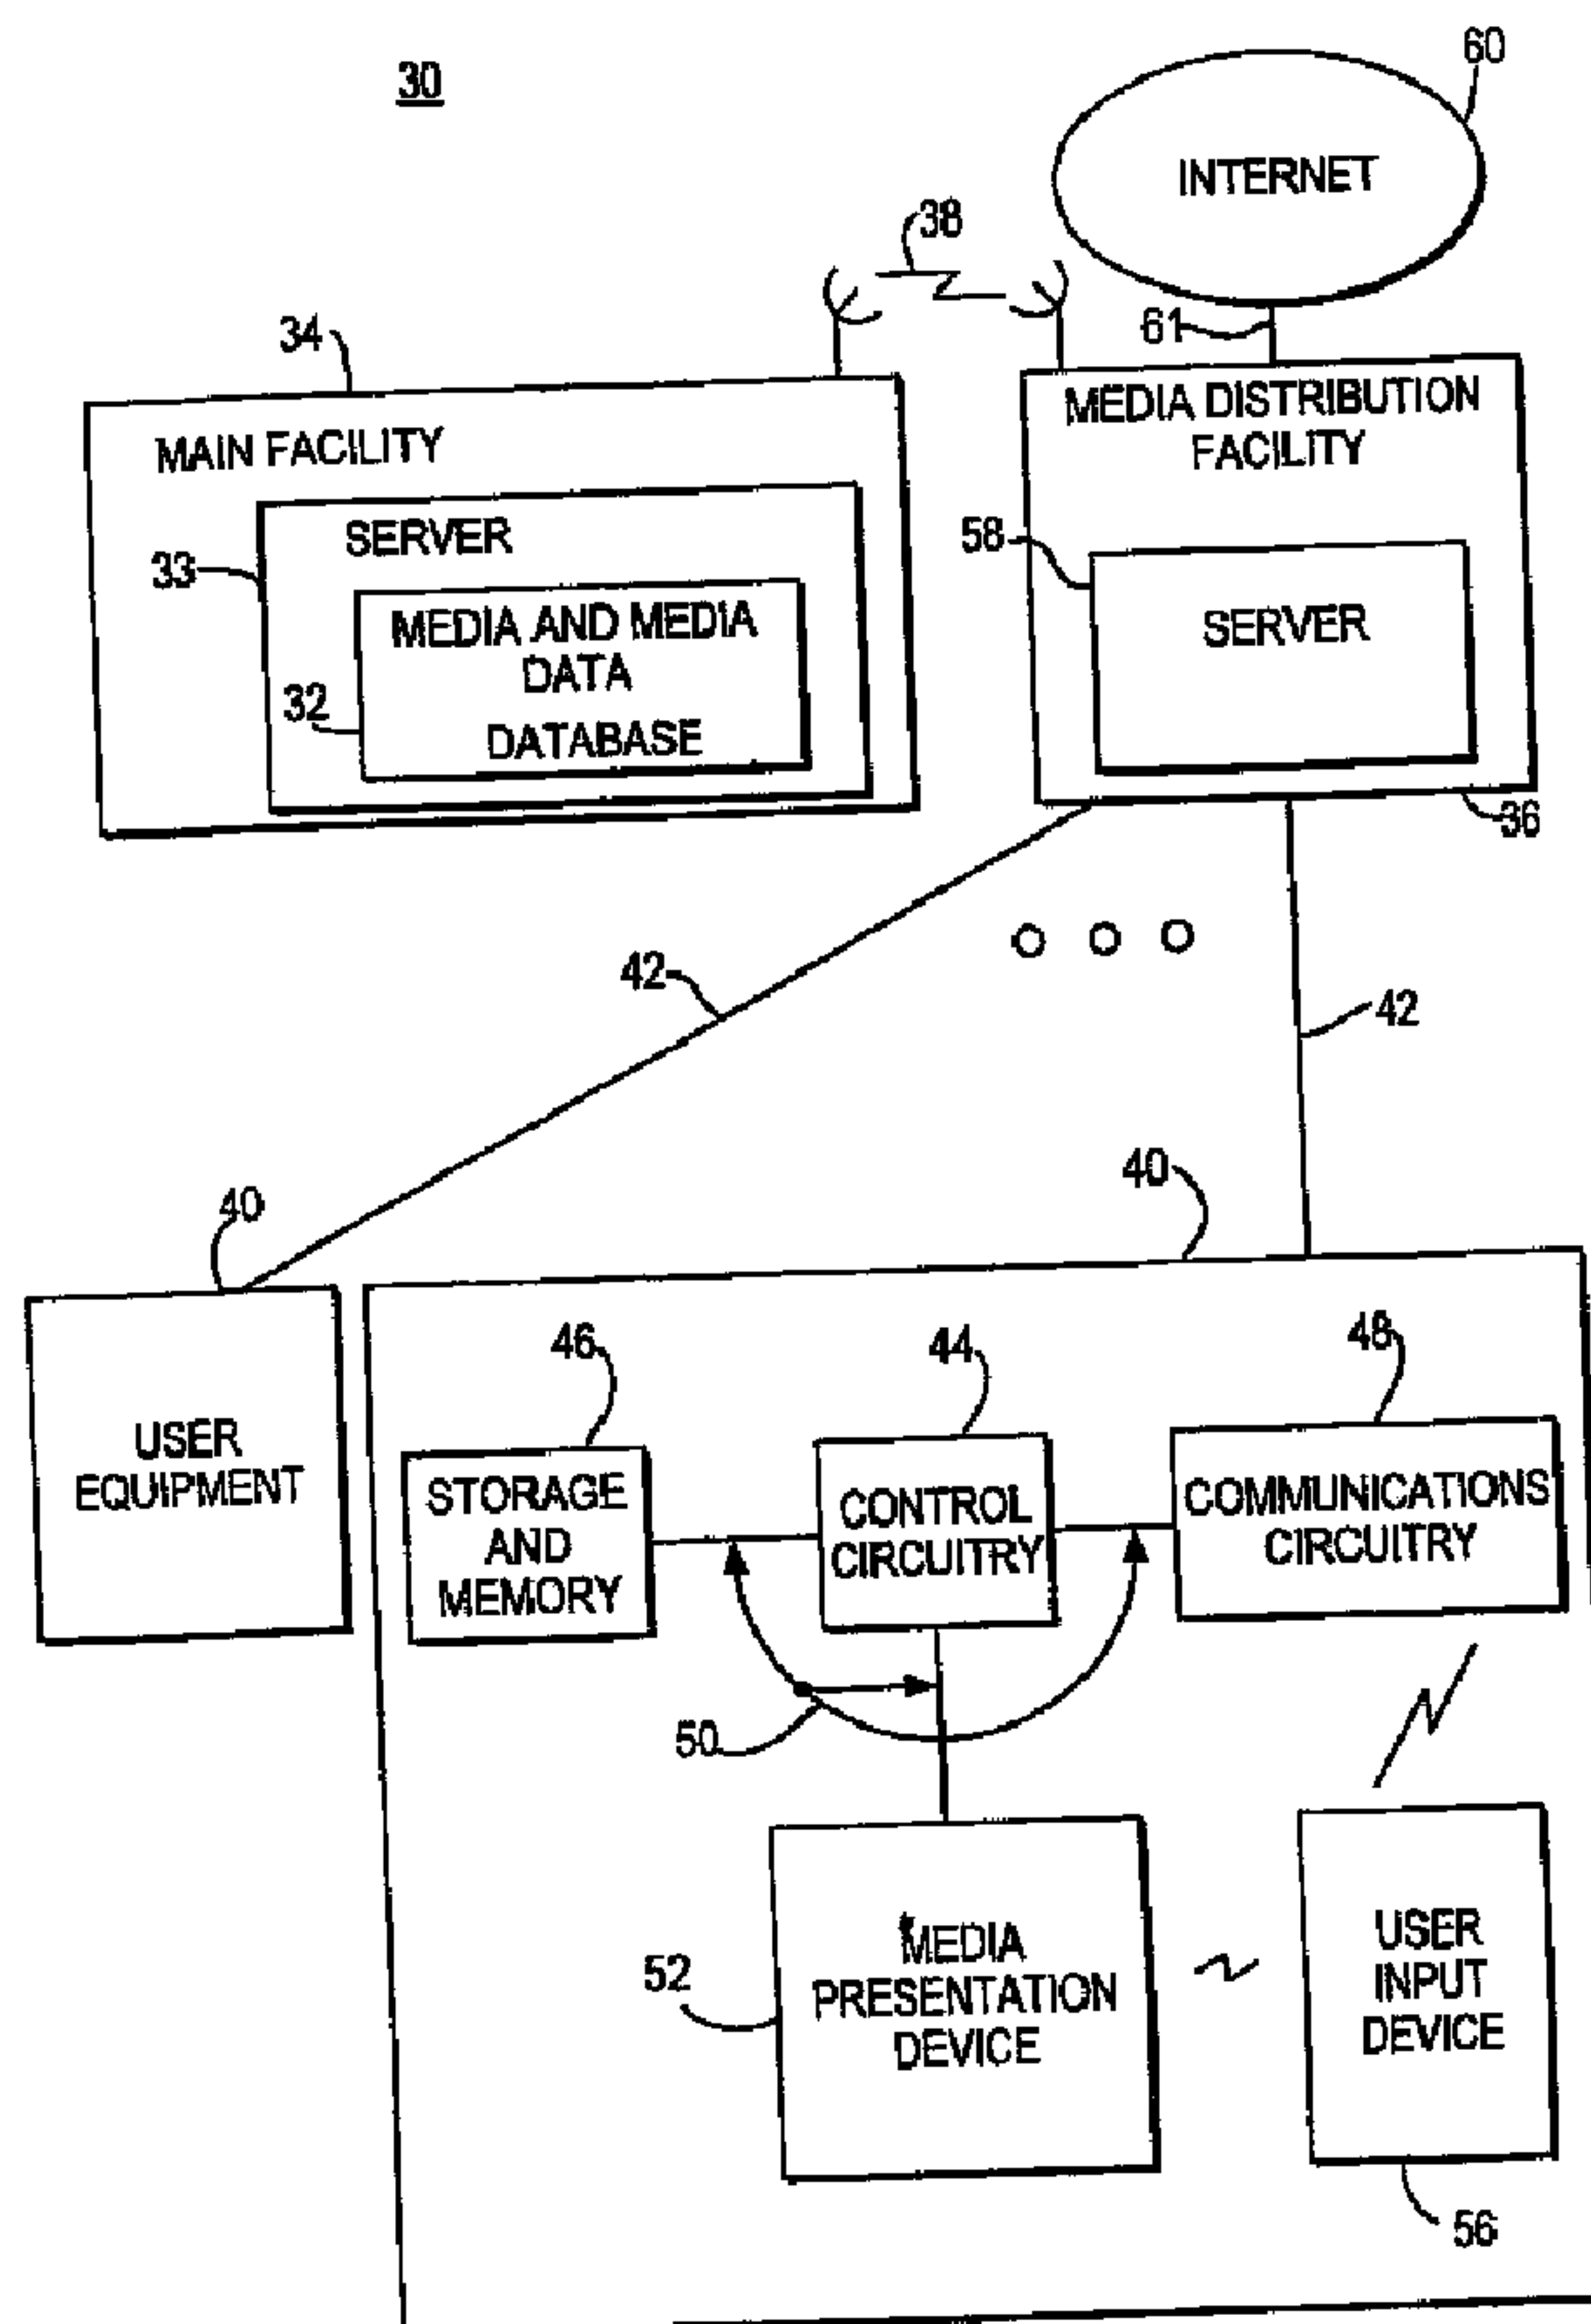 30
60
INTERNET
38
61
34
MEDIA DISTRIBUTION
FACILITY
MAIN FACILITY
SERVER
33
58
SERVER
MEDIA AND MEDIA
DATA
DATABASE
32
36
42
42
40
40
46
44
48
USER
EQUIPMENT
STORAGE
AND
MEMORY
CONTROL
CIRCUITRY
COMMUNICATIONS
CIRCUITRY
50
52
MEDIA
PRESENTATION
DEVICE
USER
INPUT
DEVICE
56